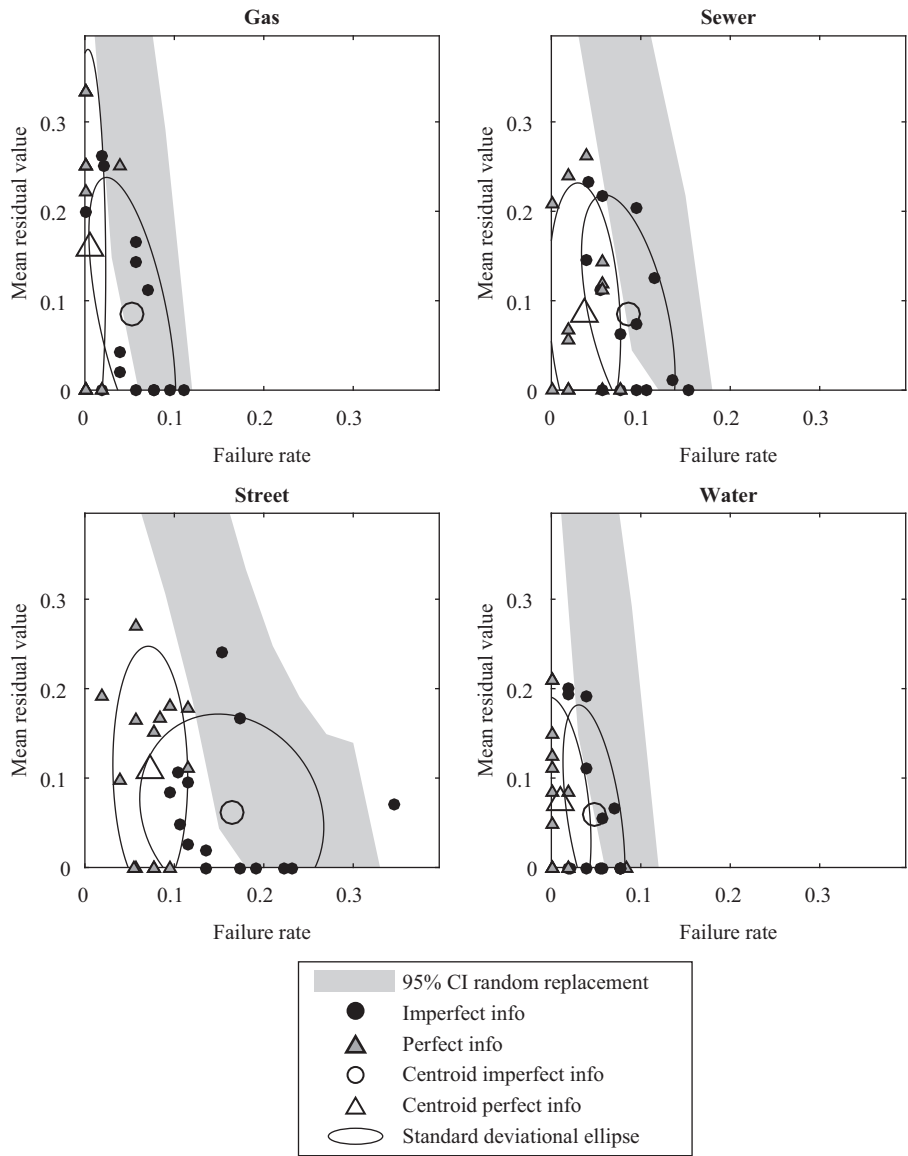 Gas
Sewer
Mean residual value
0.3
0.2
0.1
0
0 0.1 0.2 0.3
Failure rate
Mean residual value
0.3
0.2
0.1
0
0 0.1 0.2 0.3
Failure rate
Street
Water
Mean residual value
0.3
0.2
0.1
0
0 0.1 0.2 0.3
Failure rate
Mean residual value
0.3
0.2
0.1
0
0 0.1 0.2 0.3
Failure rate
95% CI random replacement
Imperfect info
Perfect info
Centroid imperfect info
Centroid perfect info
Standard deviational ellipse